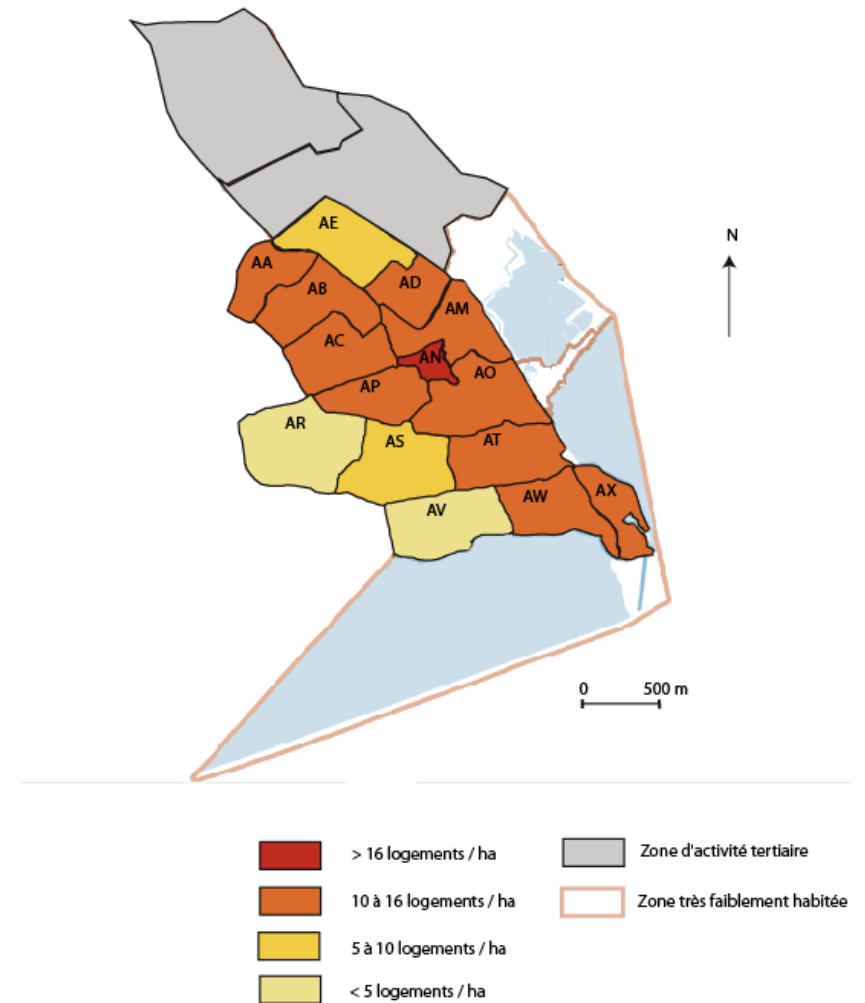 AE
N
AA
AB
AD
AM
AC
AN
AO
AP
AR
AS
AT
AV
AW
AX
0 500 m
> 16 logements / ha
Zone d'activité tertiaire
10 à 16 logements / ha
Zone très faiblement habitée
5 à 10 logements / ha
< 5 logements / ha